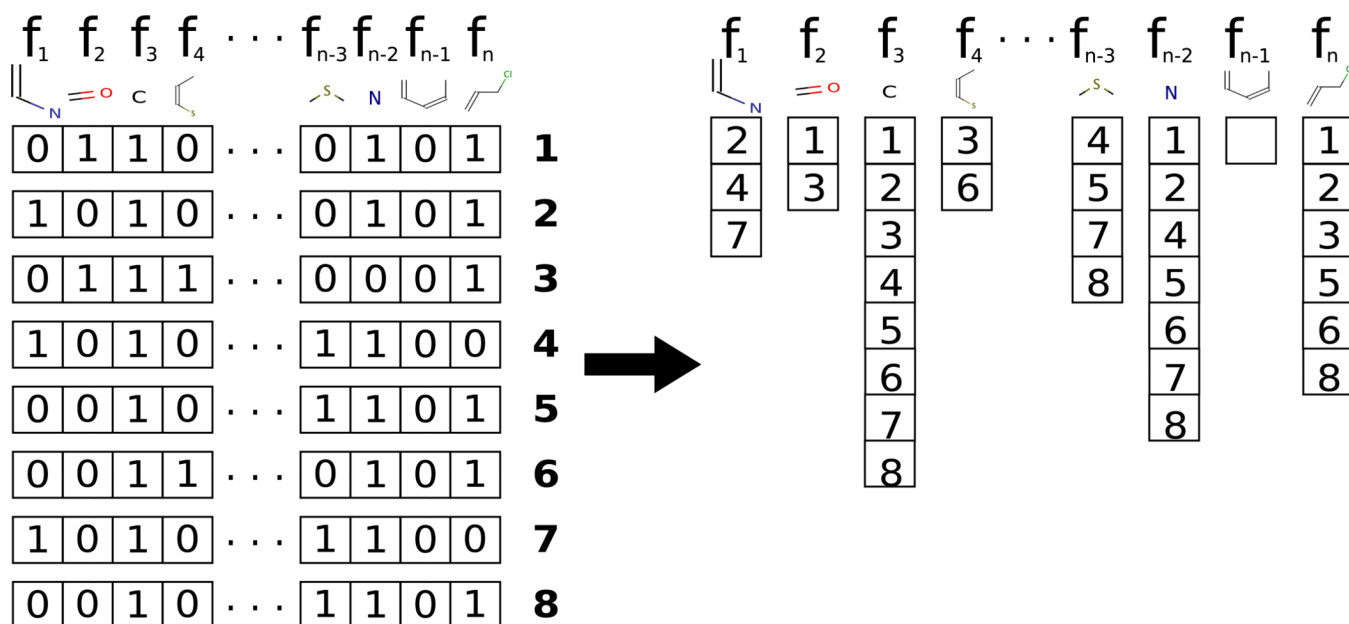 f1 f2 f3 f4 · · · fn-3 fn-2 fn-1 fn
f1 f2 f3 f4 · · · fn-3 fn-2 fn-1 fn
N O C S S N Cl
N O C S S N
0 1 1 0 · · · 0 1 0 1 1
1 0 1 0 · · · 0 1 0 1 2
0 1 1 1 · · · 0 0 0 1 3
1 0 1 0 · · · 1 1 0 0 4
0 0 1 0 · · · 1 1 0 1 5
0 0 1 1 · · · 0 1 0 1 6
1 0 1 0 · · · 1 1 0 0 7
0 0 1 0 · · · 1 1 0 1 8
2 1 1 3 4 1 1
4 3 2 6 5 2 2
7 3 7 4 3
4 8 5 5
5 6 6
6 7 8
7 8
8